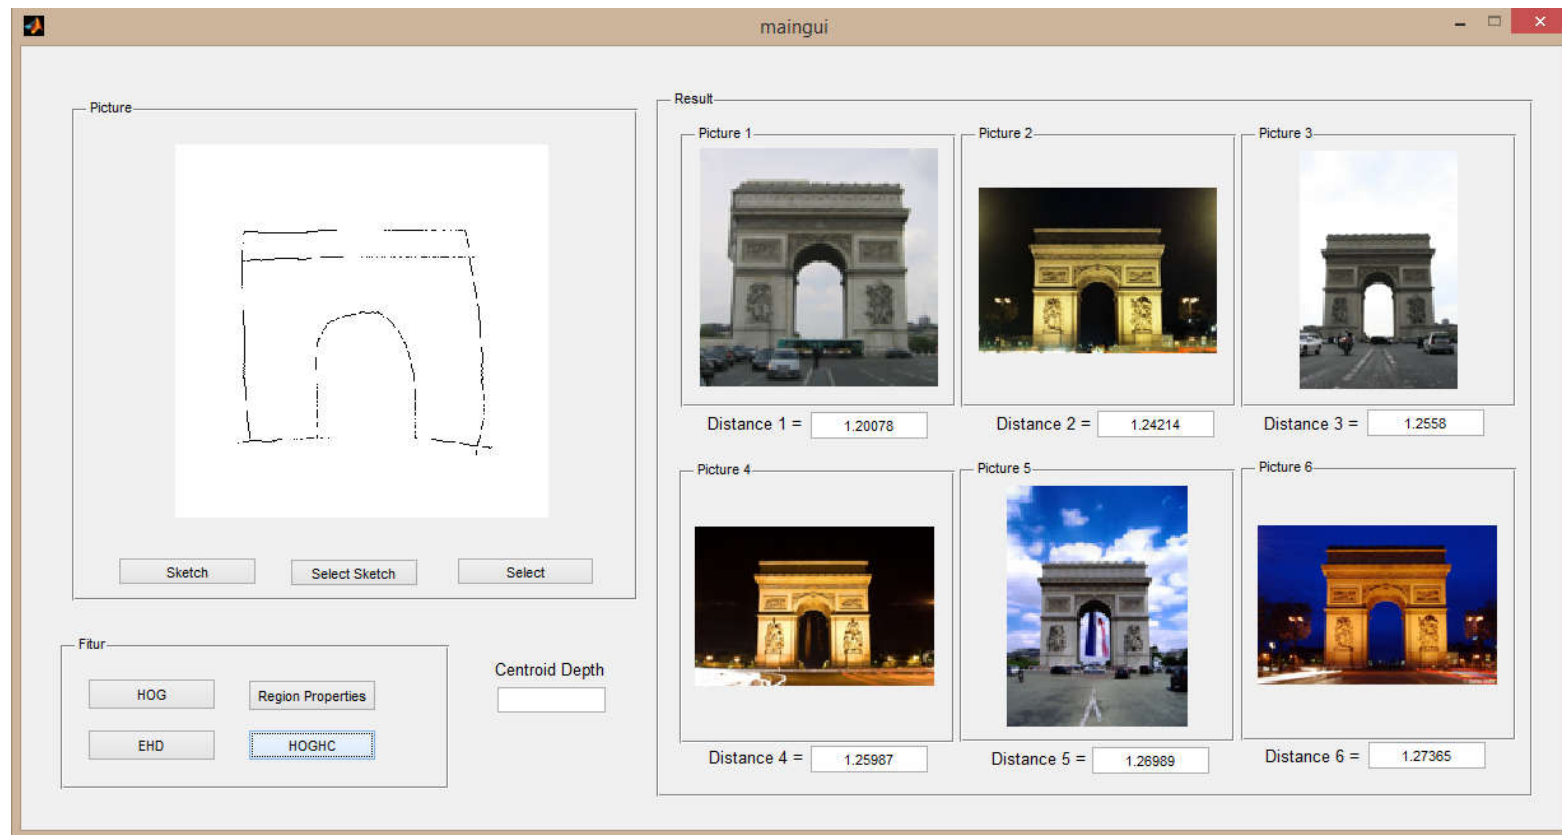 maingui
Picture
Sketch
Select Sketch
Select
Fitur
HOG
Region Properties
EHD
HOGHC
Centroid Depth
Result
Picture 1
Picture 2
Picture 3
Distance 1 = 1.20078
Distance 2 = 1.24214
Distance 3 = 1.2558
Picture 4
Picture 5
Picture 6
Distance 4 = 1.25987
Distance 5 = 1.26989
Distance 6 = 1.27365